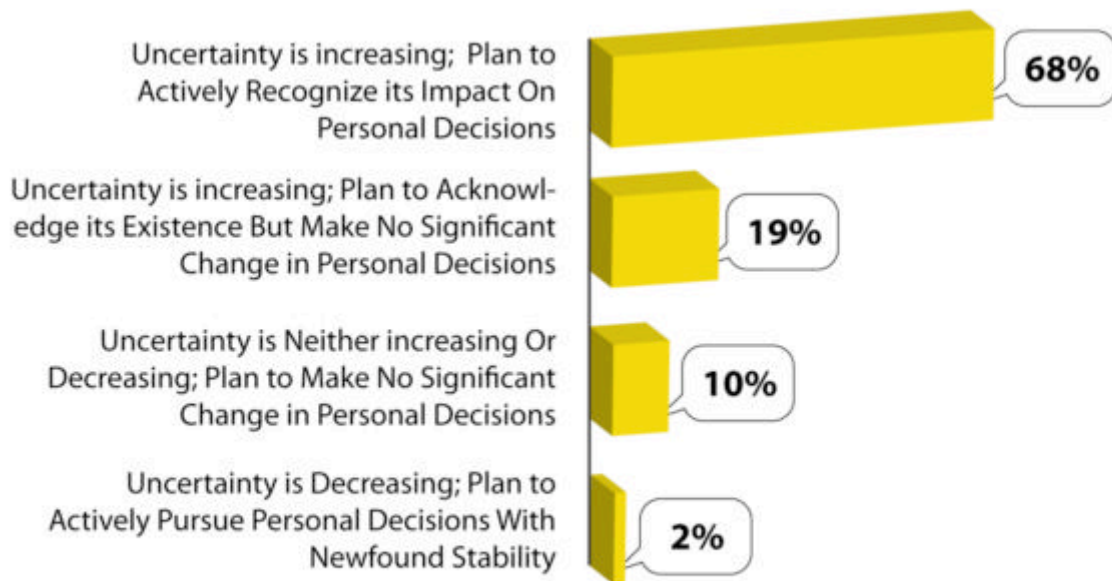 Uncertainty is increasing;  Plan to
Actively Recognize its Impact On
Personal Decisions
68%
Uncertainty is increasing; Plan to Acknowl-
edge its Existence But Make No Significant
Change in Personal Decisions
19%
Uncertainty is Neither increasing Or
Decreasing; Plan to Make No Significant
Change in Personal Decisions
10%
Uncertainty is Decreasing; Plan to
Actively Pursue Personal Decisions With
Newfound Stability
2%